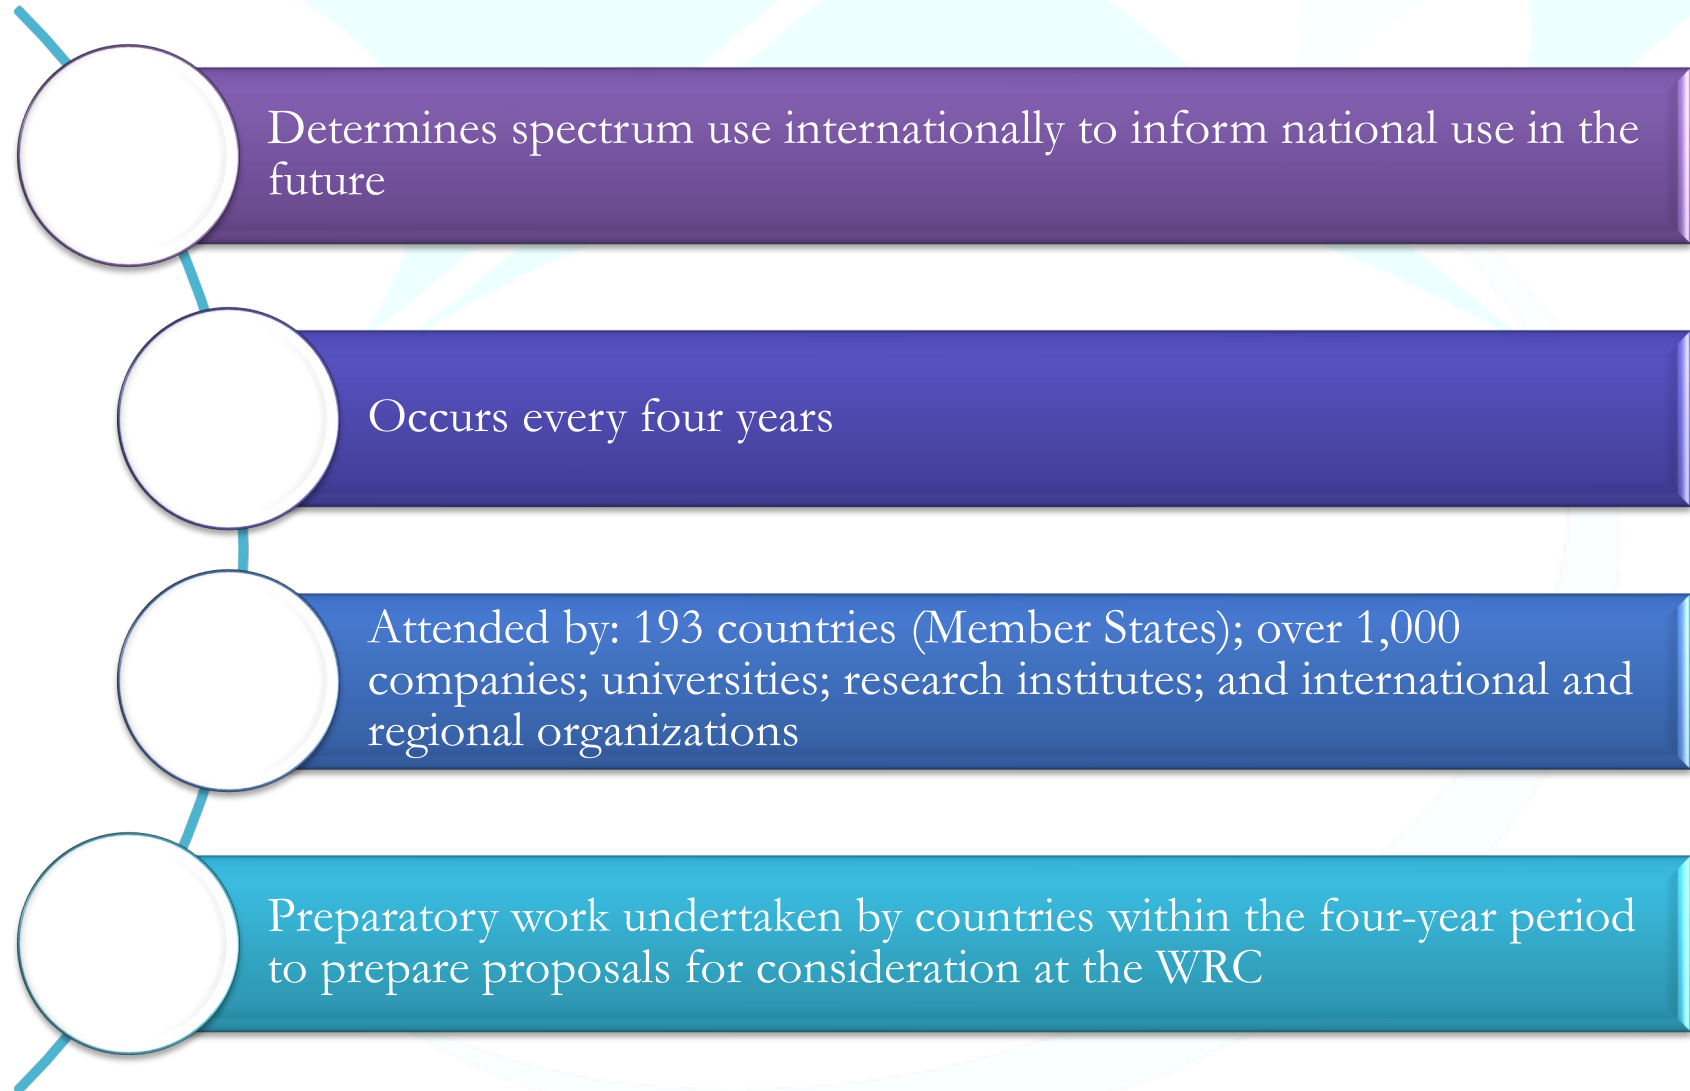 Determines spectrum use internationally to inform national use in the
future
Occurs every four years
Attended by: 193 countries (Member States); over 1,000
companies; universities; research institutes; and international and
regional organizations
Preparatory work undertaken by countries within the four-year period
to prepare proposals for consideration at the WRC